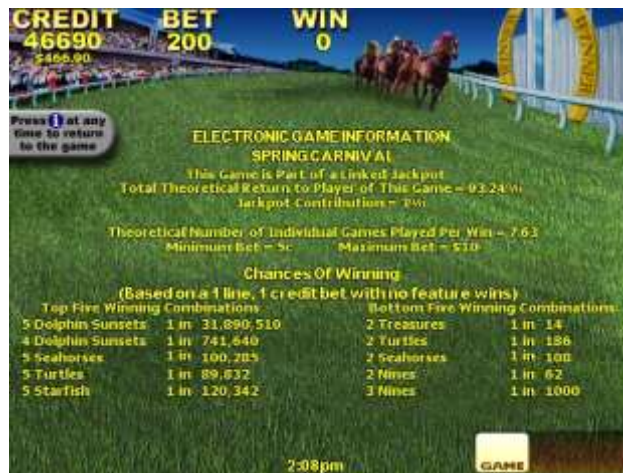 CREDIT BET WIN
46690 200 0
$466.90
WINNER
Press i at any
time to return
to the game
ELECTRONIC GAME INFORMATION
SPRING CARNIVAL
This Game is Part of a Linked Jackpot
Total Theoretical Return to Player of This Game = 93.24%
Jackpot Contribution =
Theoretical Number of Individual Games Played Per Win = 7.63
Minimum Bet = 5c Maximum Bet = $10
Chances Of Winning
(Based on a 1 line, 1 credit bet with no feature wins)
Top Five Winning Combinations Bottom Five Winning Combinations
5 Dolphin Sunsets 1 in 31,890,510 2 Treasures 1 in 14
4 Dolphin Sunsets 1 in 741,640 2 Turtles 1 in 186
5 Seahorses 1 in 100,285 2 Seahorses 1 in 108
5 Turtles 1 in 89,832 2 Nines 1 in 62
5 Starfish 1 in 120,342 3 Nines 1 in 1000
2:08pm GAME